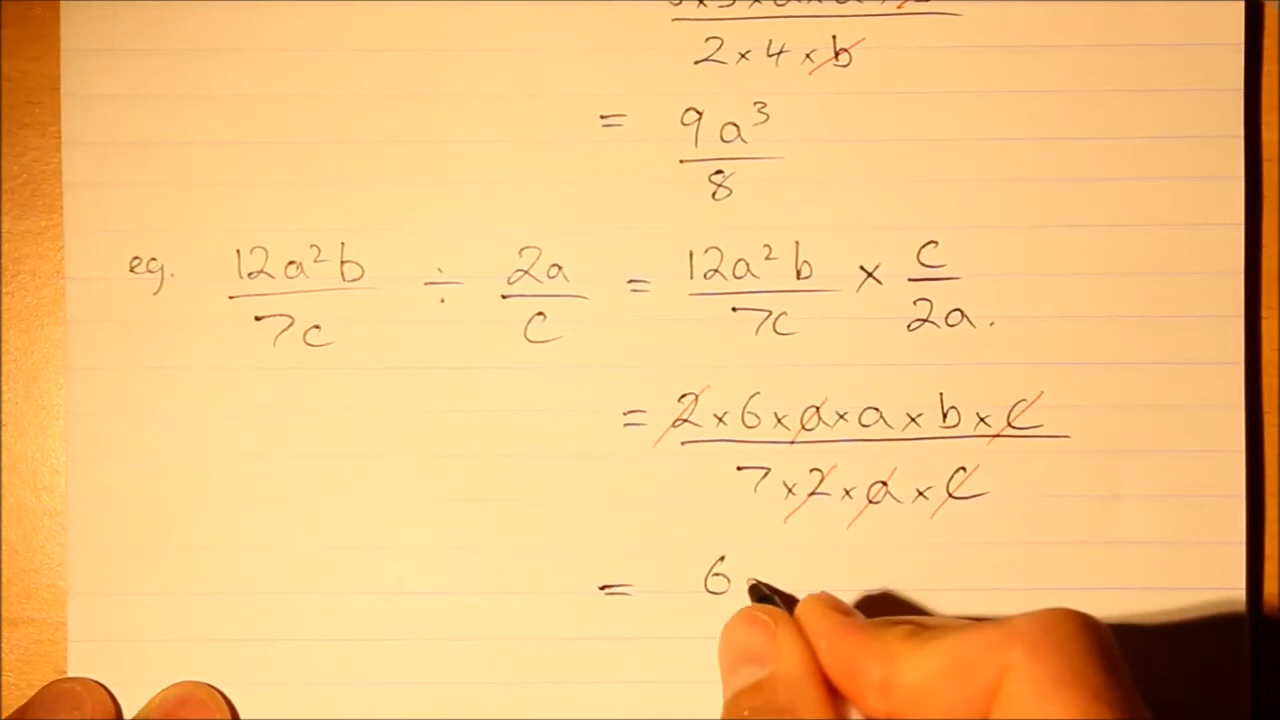 2 × 4 × b
= 9a³
8
eg. 12a²b ÷ 2a = 12a²b × c
7c c 7c 2a.
= 2 × 6 × a × a × b × c
7 × 2 × a × c
= 6